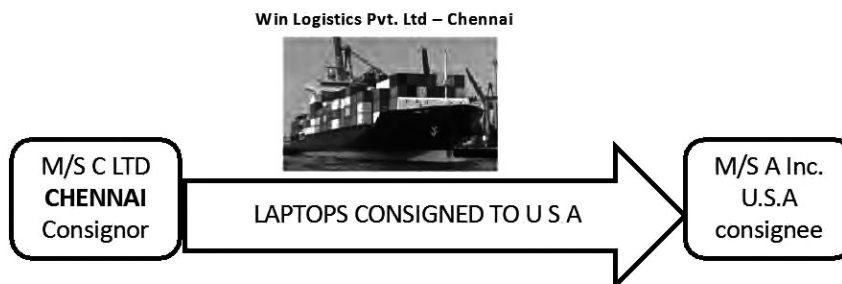 Win Logistics Pvt. Ltd – Chennai
M/S C LTD
CHENNAI
Consignor
LAPTOPS CONSIGNED TO U S A
M/S A Inc.
U.S.A
consignee